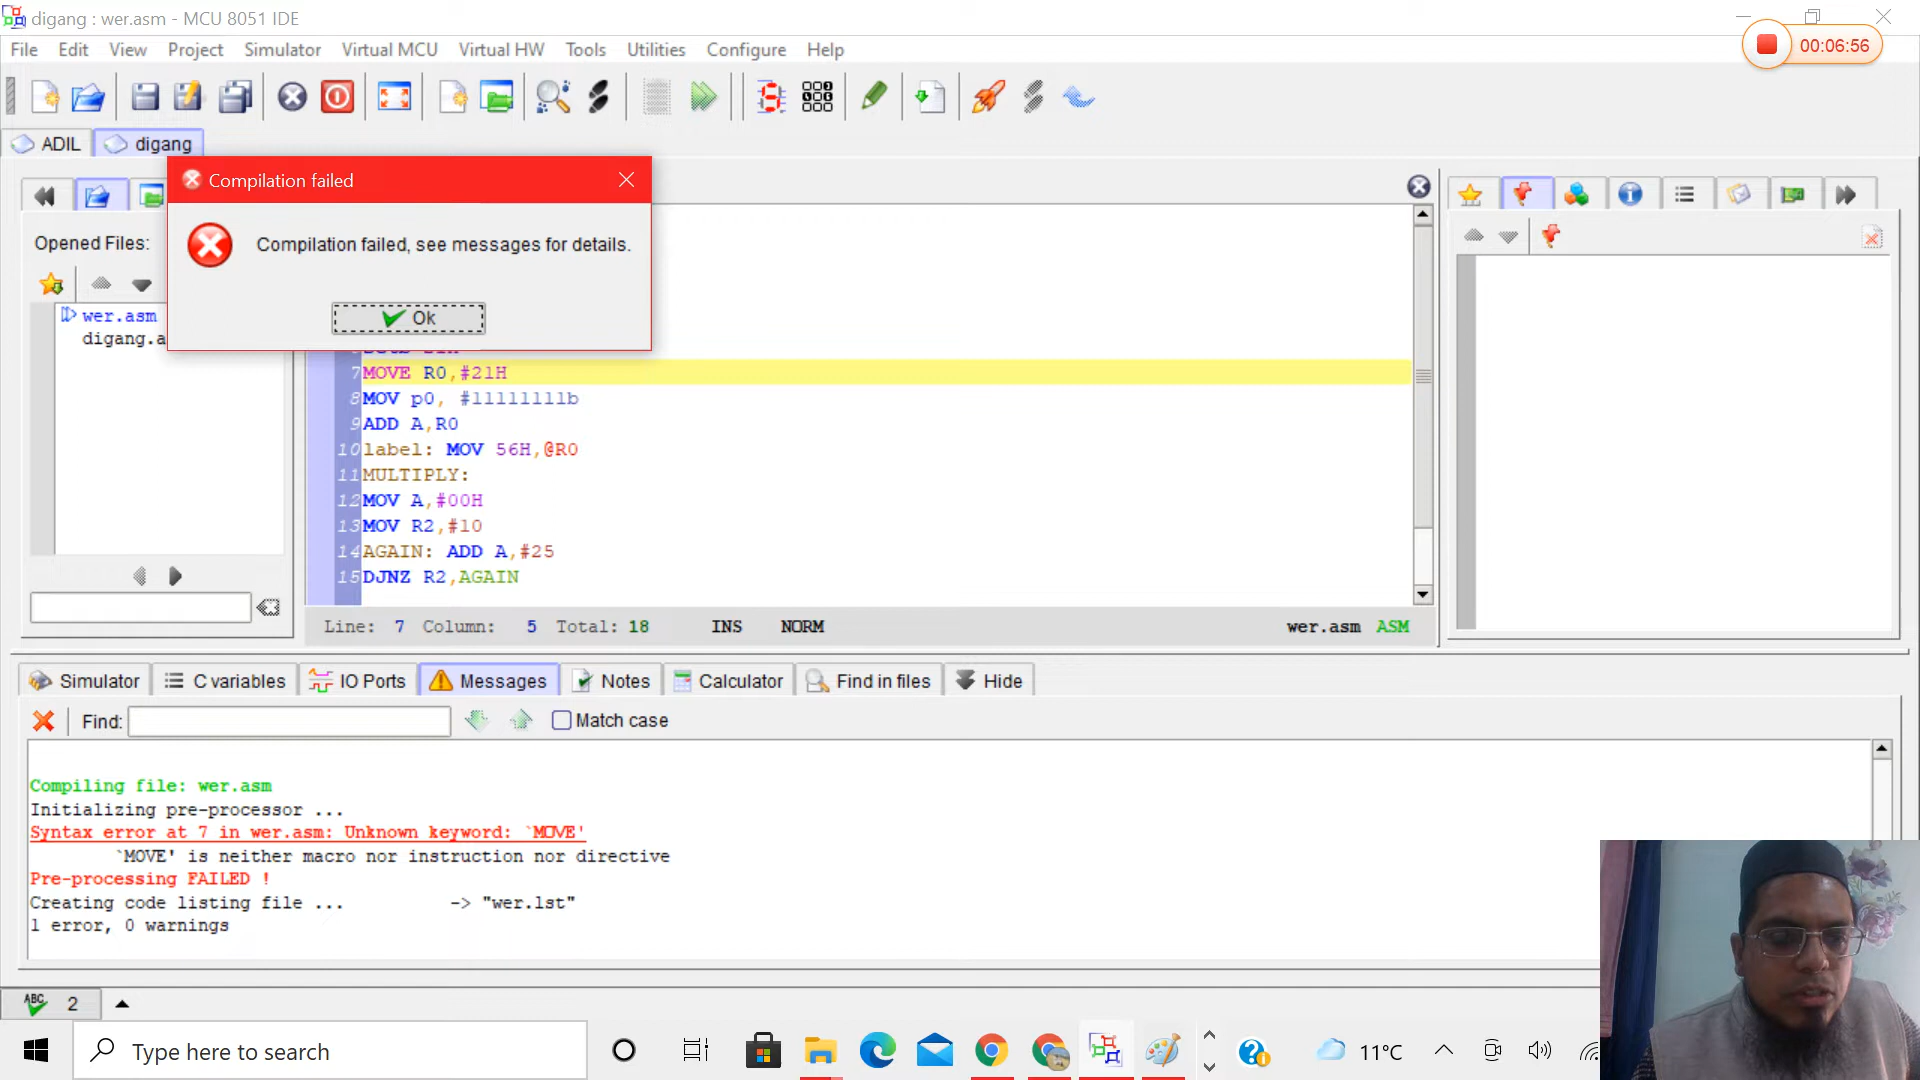 digang : wer.asm - MCU 8051 IDE
00:06:56
File Edit View Project Simulator Virtual MCU Virtual HW Tools Utilities Configure Help
ADIL digang
Compilation failed
Compilation failed, see messages for details.
Ok
Opened Files:
wer.asm
digang.a
7 MOVE R0,#21H
8 MOV p0, #11111111b
9 ADD A,R0
10 label: MOV 56H,@R0
11 MULTIPLY:
12 MOV A,#00H
13 MOV R2,#10
14 AGAIN: ADD A,#25
15 DJNZ R2,AGAIN
Line: 7 Column: 5 Total: 18 INS NORM wer.asm ASM
Simulator C variables IO Ports Messages Notes Calculator Find in files Hide
Find: Match case
Compiling file: wer.asm
Initializing pre-processor ...
Syntax error at 7 in wer.asm: Unknown keyword: `MOVE'
`MOVE' is neither macro nor instruction nor directive
Pre-processing FAILED !
Creating code listing file ... -> "wer.lst"
1 error, 0 warnings
ABC 2
Type here to search
11°C